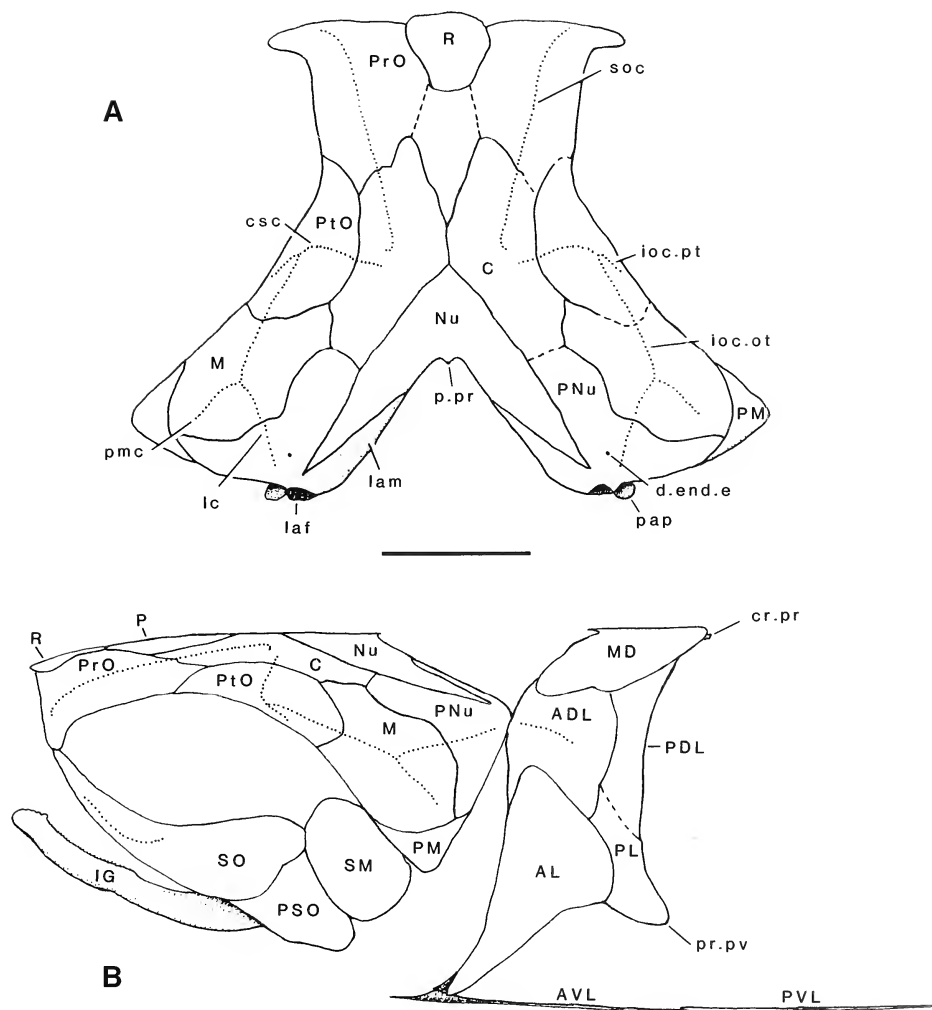 R
PrO
soc
A
csc
PtO
ioc.pt
C
Nu
M
ioc.ot
p.pr
PNu
PM
pmc
lam
lc
d.end.e
laf
pap
P
cr.pr
R
Nu
MD
PrO
C
PtO
PNu
ADL
M
PDL
SO
SM
PM
PL
IG
AL
PSO
pr.pv
B
AVL
PVL